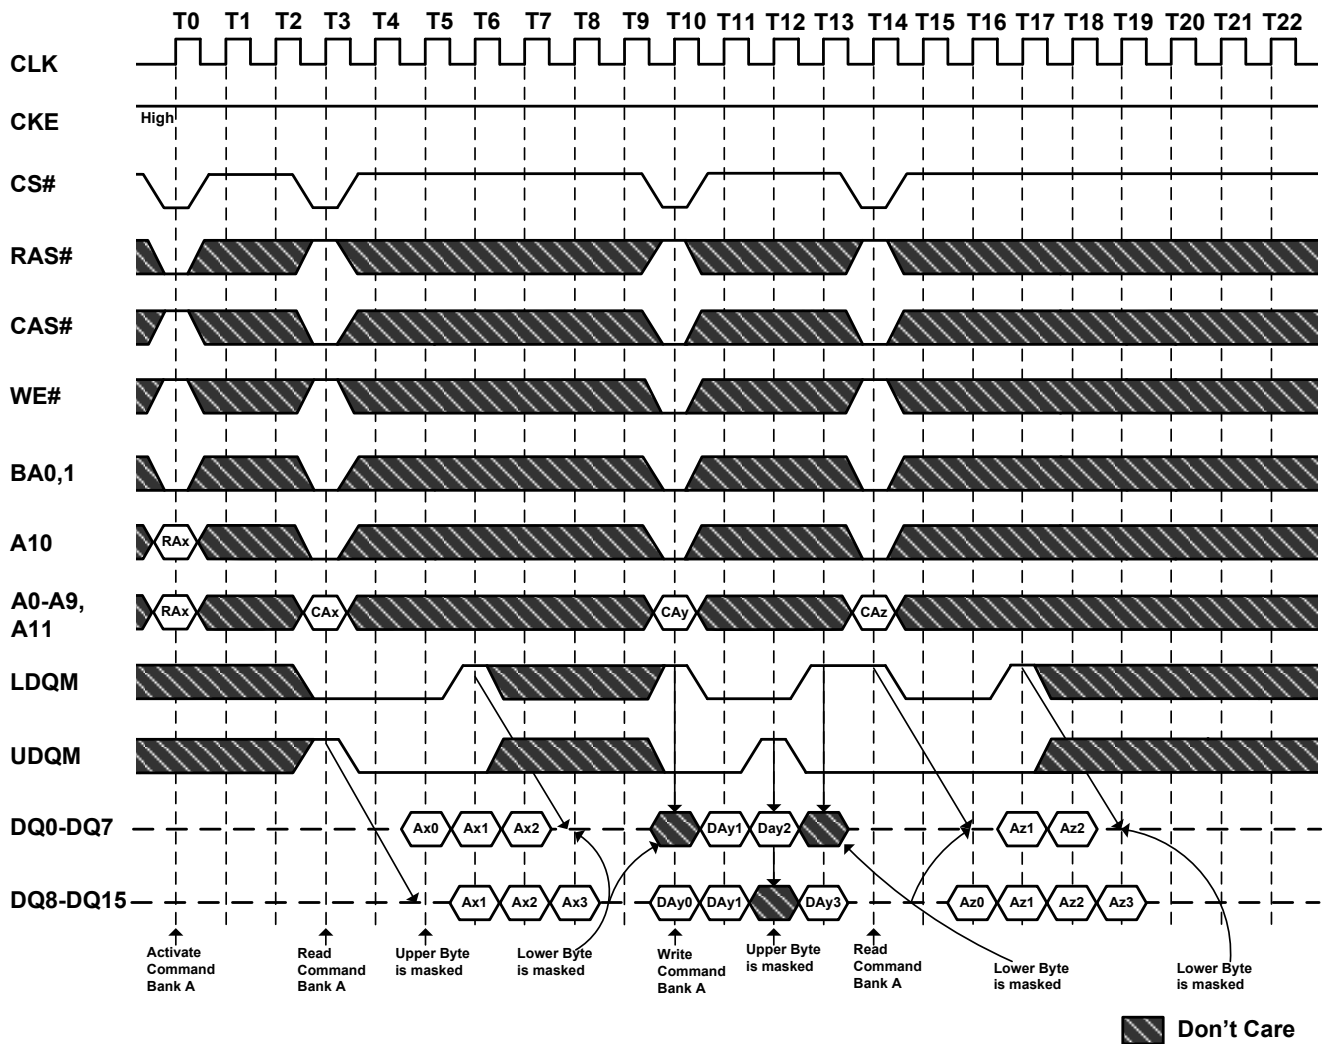 T0 T1 T2 T3 T4 T5 T6 T7 T8 T9 T10 T11 T12 T13 T14 T15 T16 T17 T18 T19 T20 T21 T22
CLK
CKE
High
CS#
RAS#
CAS#
WE#
BA0,1
A10
RAx
A0-A9,
A11
RAx CAx CAy CAz
LDQM
UDQM
DQ0-DQ7
Ax0 Ax1 Ax2 DAy1 Day2 Az1 Az2
DQ8-DQ15
Ax1 Ax2 Ax3 DAy0 DAy1 DAy3 Az0 Az1 Az2 Az3
Activate
Command
Bank A
Read
Command
Bank A
Upper Byte
is masked
Lower Byte
is masked
Write
Command
Bank A
Upper Byte
is masked
Read
Command
Bank A
Lower Byte
is masked
Lower Byte
is masked
Don't Care